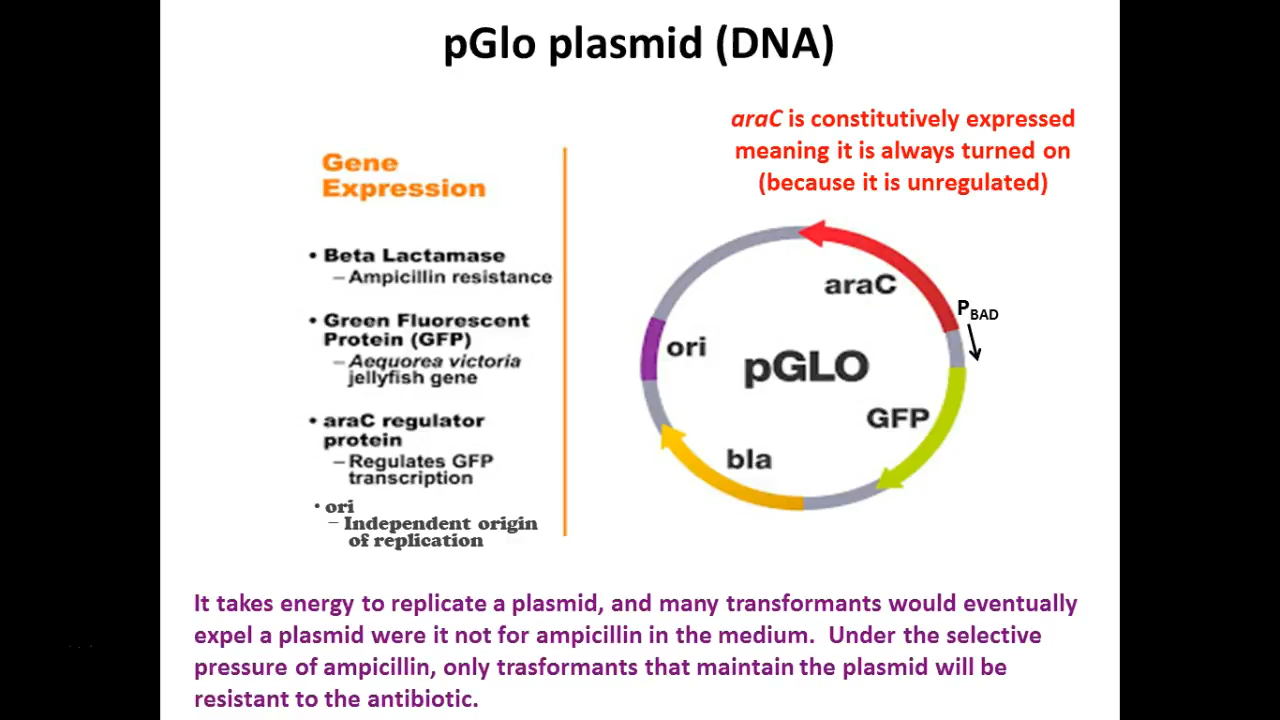 pGlo plasmid (DNA)
araC is constitutively expressed
meaning it is always turned on
(because it is unregulated)
Gene
Expression
• Beta Lactamase
– Ampicillin resistance
• Green Fluorescent
Protein (GFP)
– Aequorea victoria
jellyfish gene
• araC regulator
protein
– Regulates GFP
transcription
• ori
– Independent origin
of replication
araC
PBAD
ori
pGLO
GFP
bla
It takes energy to replicate a plasmid, and many transformants would eventually
expel a plasmid were it not for ampicillin in the medium.  Under the selective
pressure of ampicillin, only trasformants that maintain the plasmid will be
resistant to the antibiotic.